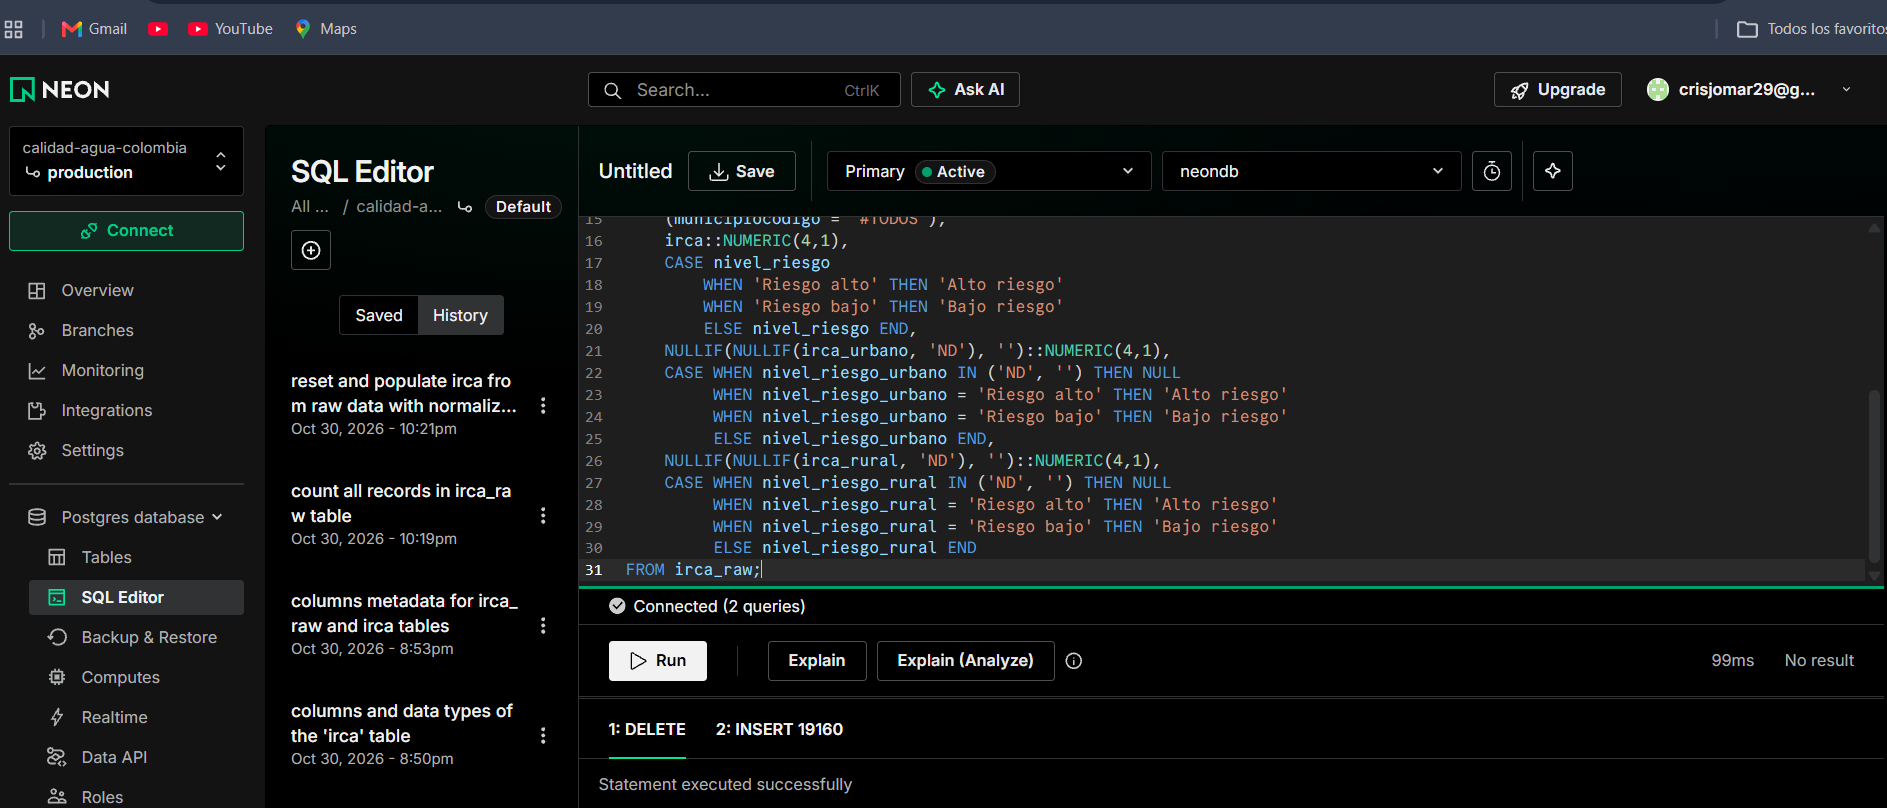 Gmail
YouTube
Maps
Todos los favoritos
NEON
Search...
CtrlK
Ask AI
Upgrade
crisjomar29@g...
calidad-agua-colombia
production
Connect
Overview
Branches
Monitoring
Integrations
Settings
Postgres database
Tables
SQL Editor
Backup & Restore
Computes
Realtime
Data API
Roles
SQL Editor
All ... / calidad-a... Default
Saved
History
reset and populate irca fro
m raw data with normaliz...
Oct 30, 2026 - 10:21pm
count all records in irca_ra
w table
Oct 30, 2026 - 10:19pm
columns metadata for irca_
raw and irca tables
Oct 30, 2026 - 8:53pm
columns and data types of
the 'irca' table
Oct 30, 2026 - 8:50pm
Untitled
Save
Primary Active
neondb
15 (municipiocodigo = '#TODOS'),
16 irca::NUMERIC(4,1),
17 CASE nivel_riesgo
18 WHEN 'Riesgo alto' THEN 'Alto riesgo'
19 WHEN 'Riesgo bajo' THEN 'Bajo riesgo'
20 ELSE nivel_riesgo END,
21 NULLIF(NULLIF(irca_urbano, 'ND'), '')::NUMERIC(4,1),
22 CASE WHEN nivel_riesgo_urbano IN ('ND', '') THEN NULL
23 WHEN nivel_riesgo_urbano = 'Riesgo alto' THEN 'Alto riesgo'
24 WHEN nivel_riesgo_urbano = 'Riesgo bajo' THEN 'Bajo riesgo'
25 ELSE nivel_riesgo_urbano END,
26 NULLIF(NULLIF(irca_rural, 'ND'), '')::NUMERIC(4,1),
27 CASE WHEN nivel_riesgo_rural IN ('ND', '') THEN NULL
28 WHEN nivel_riesgo_rural = 'Riesgo alto' THEN 'Alto riesgo'
29 WHEN nivel_riesgo_rural = 'Riesgo bajo' THEN 'Bajo riesgo'
30 ELSE nivel_riesgo_rural END
31 FROM irca_raw;
Connected (2 queries)
Run
Explain
Explain (Analyze)
99ms
No result
1: DELETE
2: INSERT 19160
Statement executed successfully